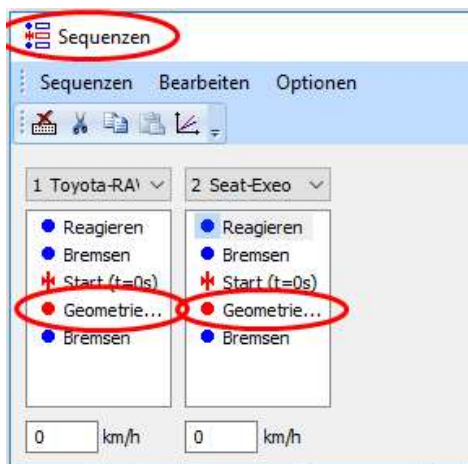 Sequenzen
Sequenzen Bearbeiten Optionen
1 Toyota-RAV
2 Seat-Exeo
Reagieren
Bremsen
Start (t=0s)
Geometrie...
Bremsen
Reagieren
Bremsen
Start (t=0s)
Geometrie...
Bremsen
0 km/h
0 km/h